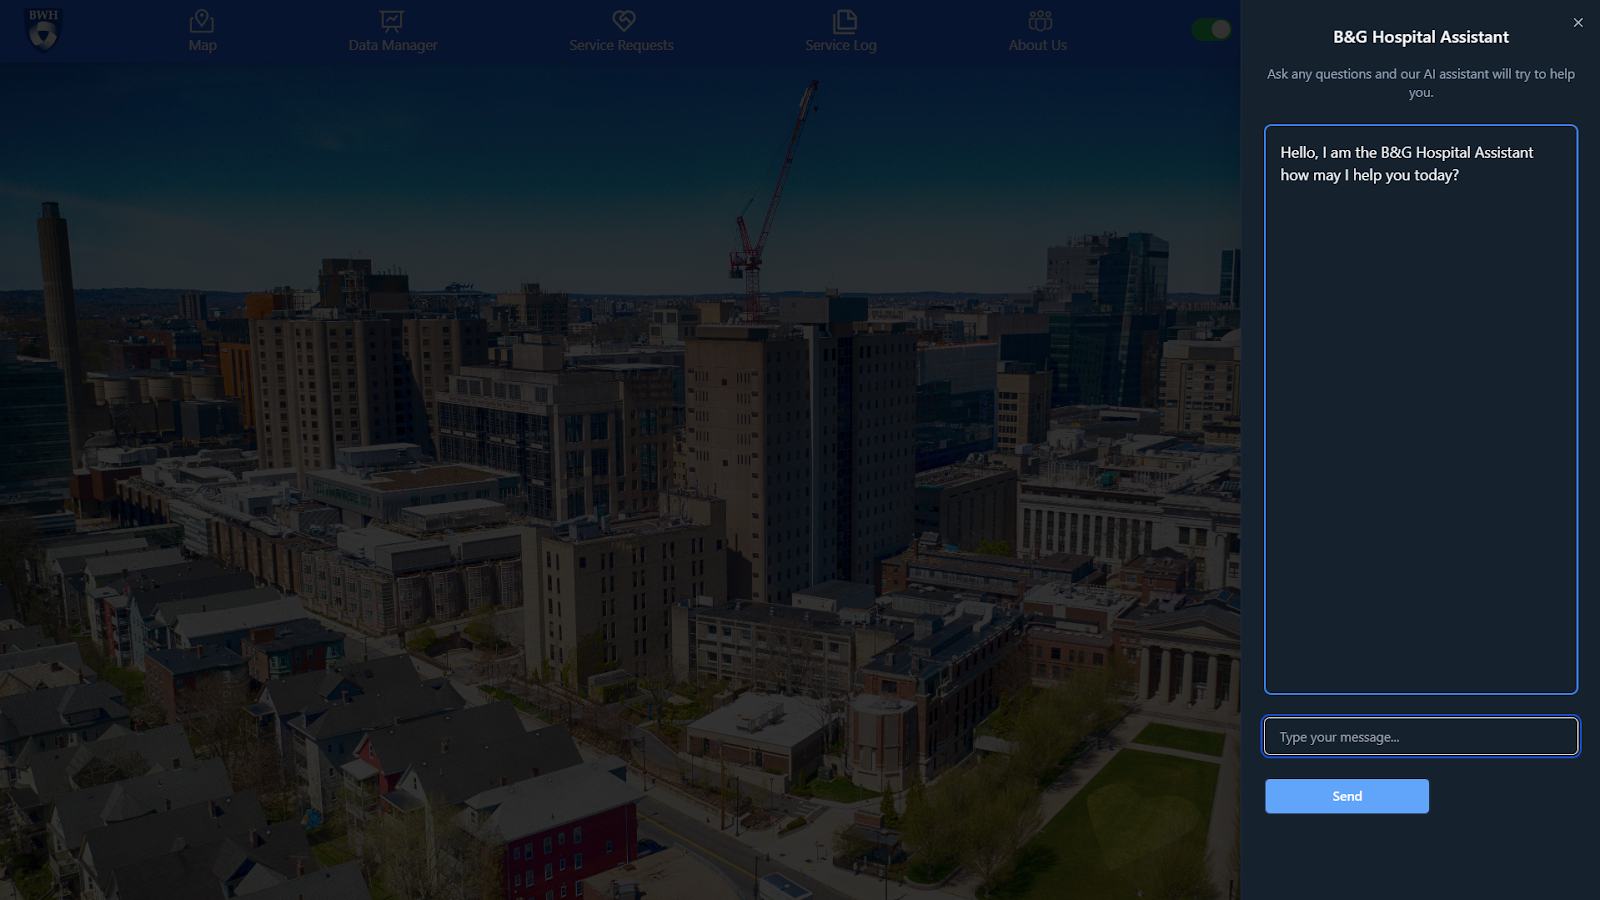 BWH
Map
Data Manager
Service Requests
Service Log
About Us
B&G Hospital Assistant
Ask any questions and our AI assistant will try to help
you.
Hello, I am the B&G Hospital Assistant
how may I help you today?
Type your message...
Send